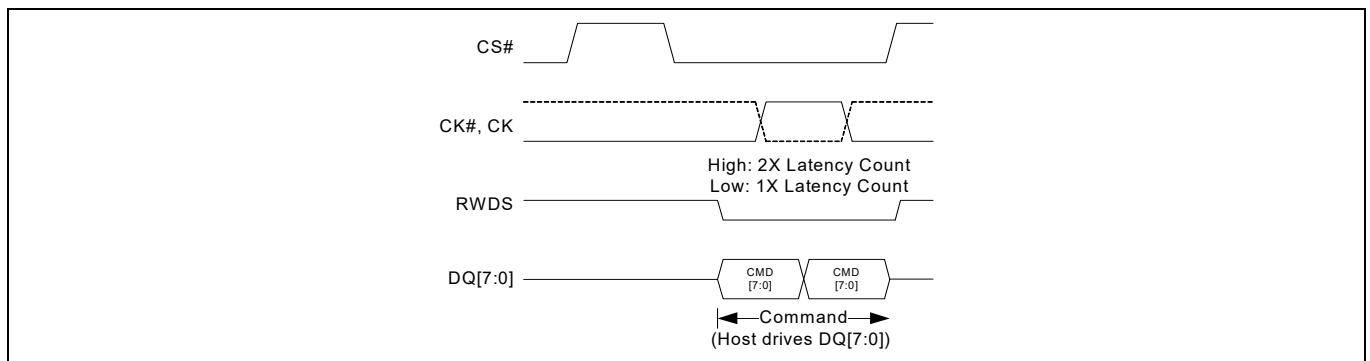 CS#
CK#, CK
High: 2X Latency Count
Low: 1X Latency Count
RWDS
DQ[7:0]
CMD
[7:0]
CMD
[7:0]
Command
(Host drives DQ[7:0])